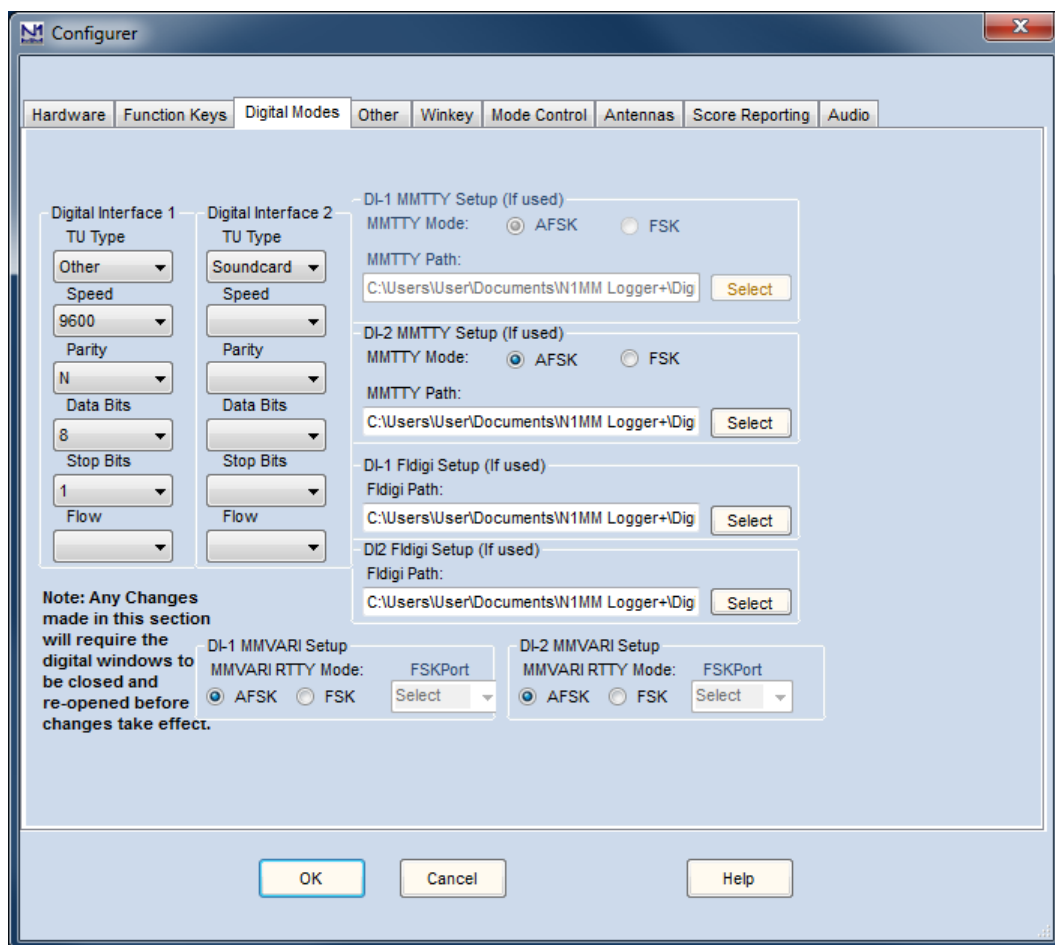 N1 Configurer X
Hardware Function Keys Digital Modes Other Winkey Mode Control Antennas Score Reporting Audio
Digital Interface 1
TU Type
Other
Speed
9600
Parity
N
Data Bits
8
Stop Bits
1
Flow
Digital Interface 2
TU Type
Soundcard
Speed
Parity
Data Bits
Stop Bits
Flow
DI-1 MMTTY Setup (If used)
MMTTY Mode: AFSK FSK
MMTTY Path:
C:\Users\User\Documents\N1MM Logger+\Dig Select
DI-2 MMTTY Setup (If used)
MMTTY Mode: AFSK FSK
MMTTY Path:
C:\Users\User\Documents\N1MM Logger+\Dig Select
DI-1 Fldigi Setup (If used)
Fldigi Path:
C:\Users\User\Documents\N1MM Logger+\Dig Select
DI2 Fldigi Setup (If used)
Fldigi Path:
C:\Users\User\Documents\N1MM Logger+\Dig Select
Note: Any Changes
made in this section
will require the
digital windows to
be closed and
re-opened before
changes take effect.
DI-1 MMVARI Setup
MMVARI RTTY Mode: FSKPort
AFSK FSK Select
DI-2 MMVARI Setup
MMVARI RTTY Mode: FSKPort
AFSK FSK Select
OK Cancel Help